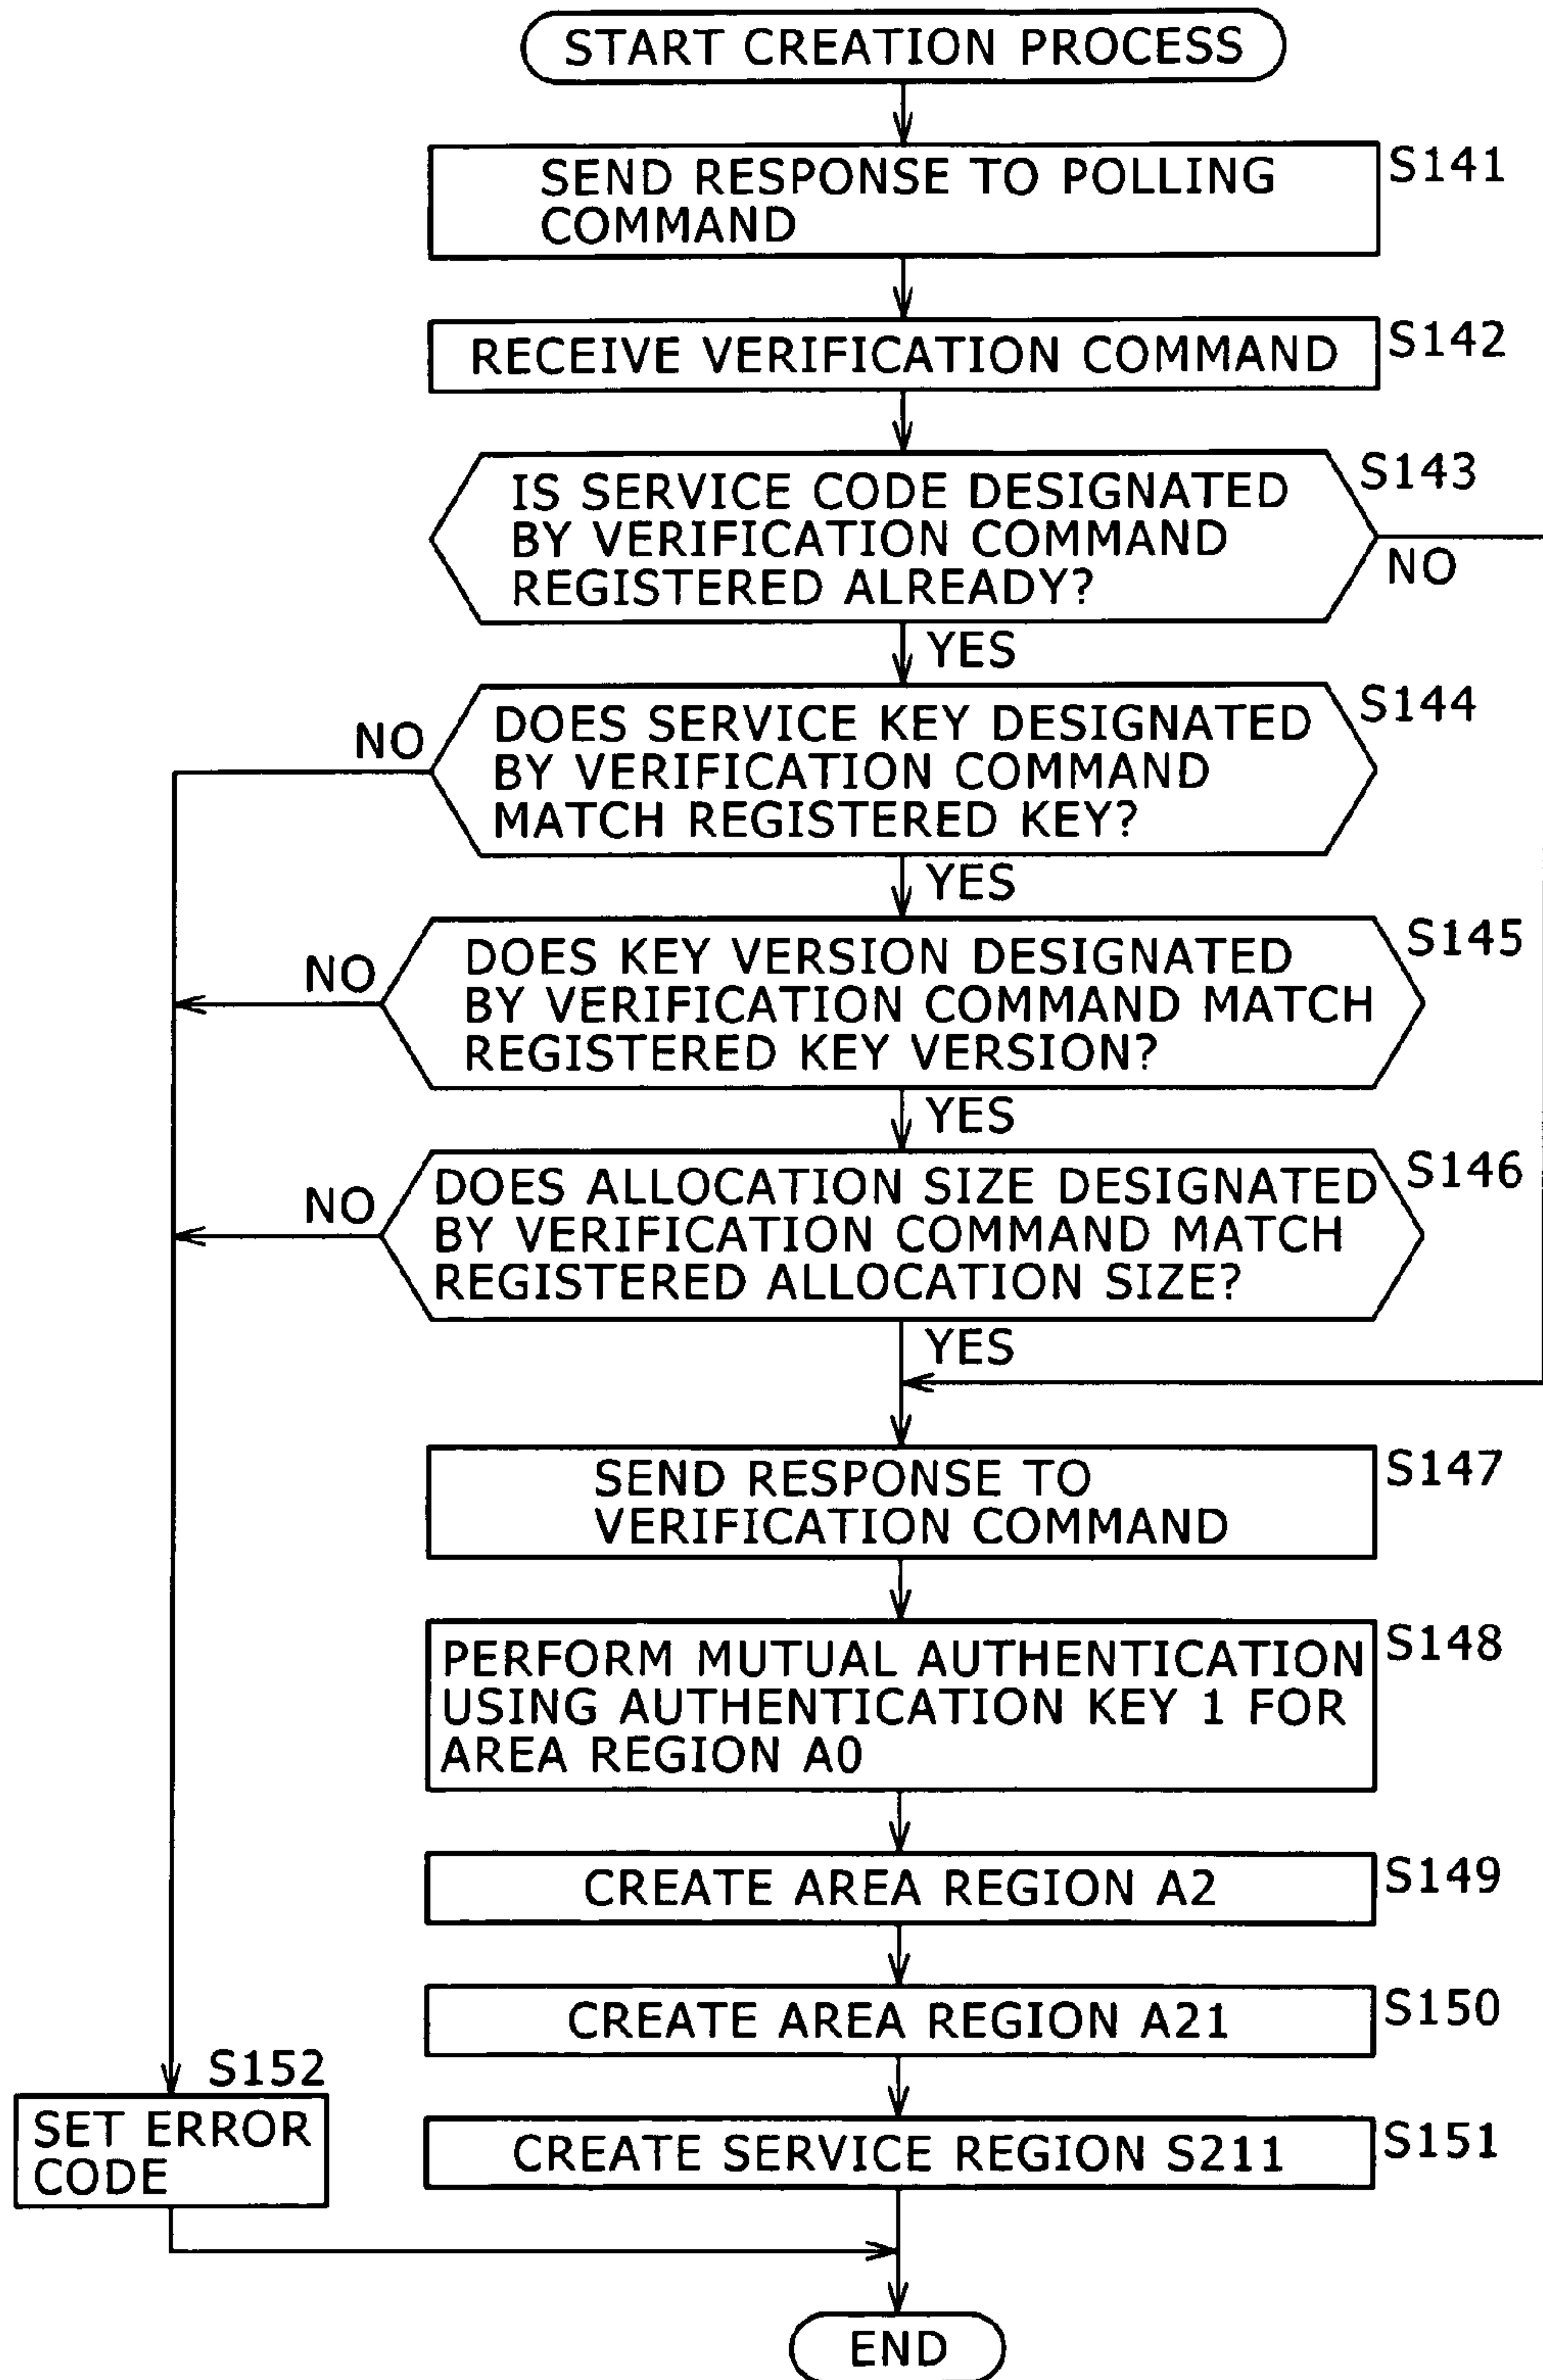 START CREATION PROCESS
SEND RESPONSE TO POLLING
COMMAND
S141
RECEIVE VERIFICATION COMMAND
S142
IS SERVICE CODE DESIGNATED
BY VERIFICATION COMMAND
REGISTERED ALREADY?
S143
NO
YES
DOES SERVICE KEY DESIGNATED
BY VERIFICATION COMMAND
MATCH REGISTERED KEY?
S144
NO
YES
DOES KEY VERSION DESIGNATED
BY VERIFICATION COMMAND MATCH
REGISTERED KEY VERSION?
S145
NO
YES
DOES ALLOCATION SIZE DESIGNATED
BY VERIFICATION COMMAND MATCH
REGISTERED ALLOCATION SIZE?
S146
NO
YES
SEND RESPONSE TO
VERIFICATION COMMAND
S147
PERFORM MUTUAL AUTHENTICATION
USING AUTHENTICATION KEY 1 FOR
AREA REGION A0
S148
CREATE AREA REGION A2
S149
CREATE AREA REGION A21
S150
S152
SET ERROR
CODE
CREATE SERVICE REGION S211
S151
END